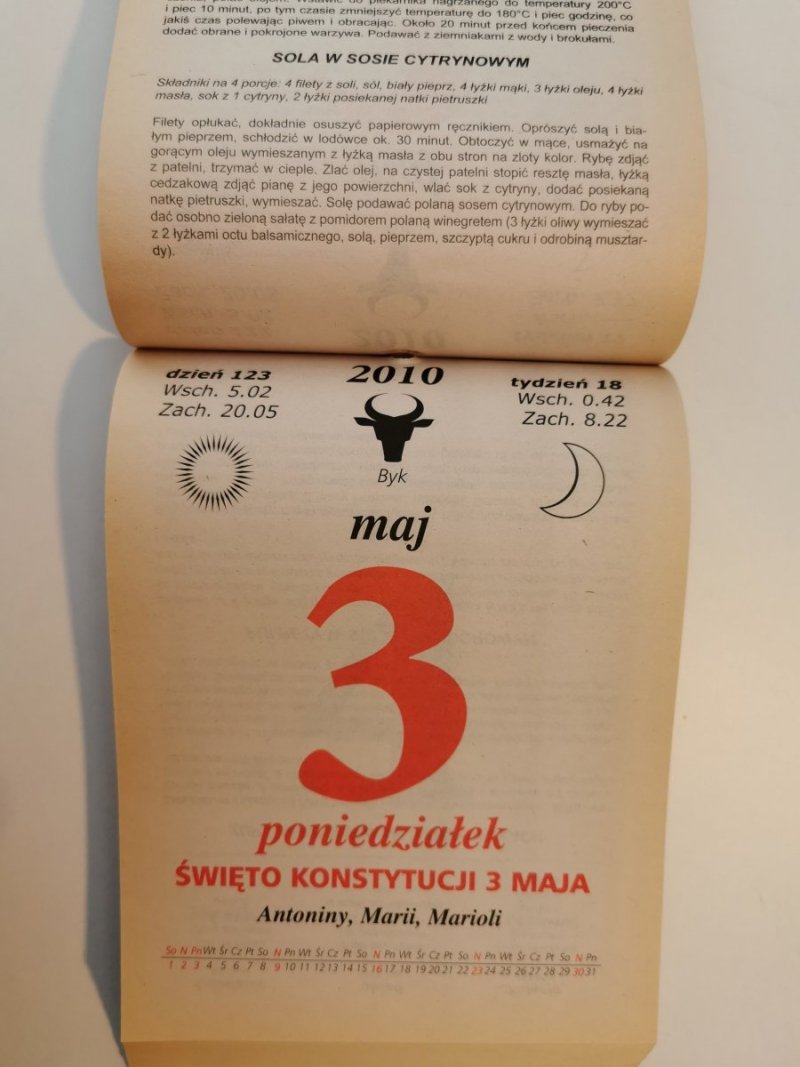 i piec 10 minut, po tym czasie zmniejszyć temperaturę do 180°C i piec godzinę, co
jakiś czas polewając piwem i obracając. Około 20 minut przed końcem pieczenia
dodać obrane i pokrojone warzywa. Podawać z ziemniakami z wody i brokułami.
SOLA W SOSIE CYTRYNOWYM
Składniki na 4 porcje: 4 filety z soli, sól, biały pieprz, 4 łyżki mąki, 3 łyżki oleju, 4 łyżki
masła, sok z 1 cytryny, 2 łyżki posiekanej natki pietruszki
Filety opłukać, dokładnie osuszyć papierowym ręcznikiem. Oprószyć solą i bia-
łym pieprzem, schłodzić w lodówce ok. 30 minut. Obtoczyć w mące, usmażyć na
gorącym oleju wymieszanym z łyżką masła z obu stron na złoty kolor. Rybę zdjąć
z patelni, trzymać w cieple. Zlać olej, na czystej patelni stopić resztę masła, łyżką
cedzakową zdjąć pianę z jego powierzchni, wlać sok z cytryny, dodać posiekaną
natkę pietruszki, wymieszać. Solę podawać polaną sosem cytrynowym. Do ryby po-
dać osobno zieloną sałatę z pomidorem polaną winegretem (3 łyżki oliwy wymieszać
z 2 łyżkami octu balsamicznego, solą, pieprzem, szczyptą cukru i odrobiną musztar-
dy).
dzień 123 2010 tydzień 18
Wsch. 5.02 Wsch. 0.42
Zach. 20.05 Zach. 8.22
Byk
maj
3
poniedziałek
ŚWIĘTO KONSTYTUCJI 3 MAJA
Antoniny, Marii, Marioli
So N Pn Wt Śr Cz Pt So N Pn Wt Śr Cz Pt So N Pn Wt Śr Cz Pt So N Pn Wt Śr Cz Pt So N Pn
1 2 3 4 5 6 7 8 9 10 11 12 13 14 15 16 17 18 19 20 21 22 23 24 25 26 27 28 29 30 31